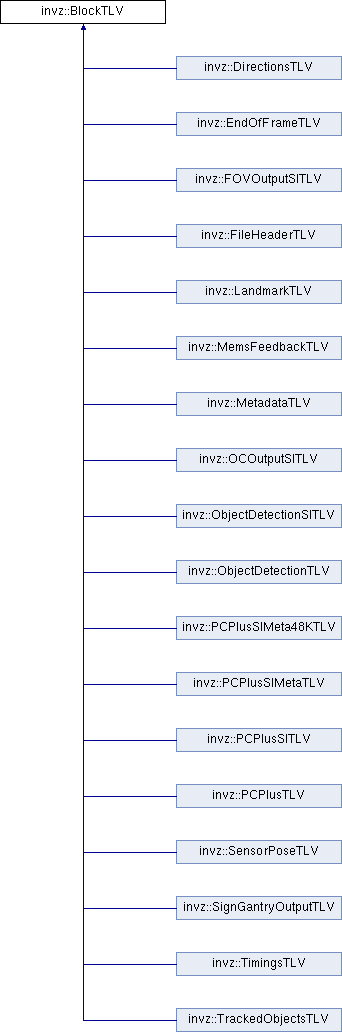 invz::BlockTLV
invz::DirectionsTLV
invz::EndOfFrameTLV
invz::FOVOutputSITLV
invz::FileHeaderTLV
invz::LandmarkTLV
invz::MemsFeedbackTLV
invz::MetadataTLV
invz::OCOutputSITLV
invz::ObjectDetectionSITLV
invz::ObjectDetectionTLV
invz::PCPlusSIMeta48KTLV
invz::PCPlusSIMetaTLV
invz::PCPlusSITLV
invz::PCPlusTLV
invz::SensorPoseTLV
invz::SignGantryOutputTLV
invz::TimingsTLV
invz::TrackedObjectsTLV